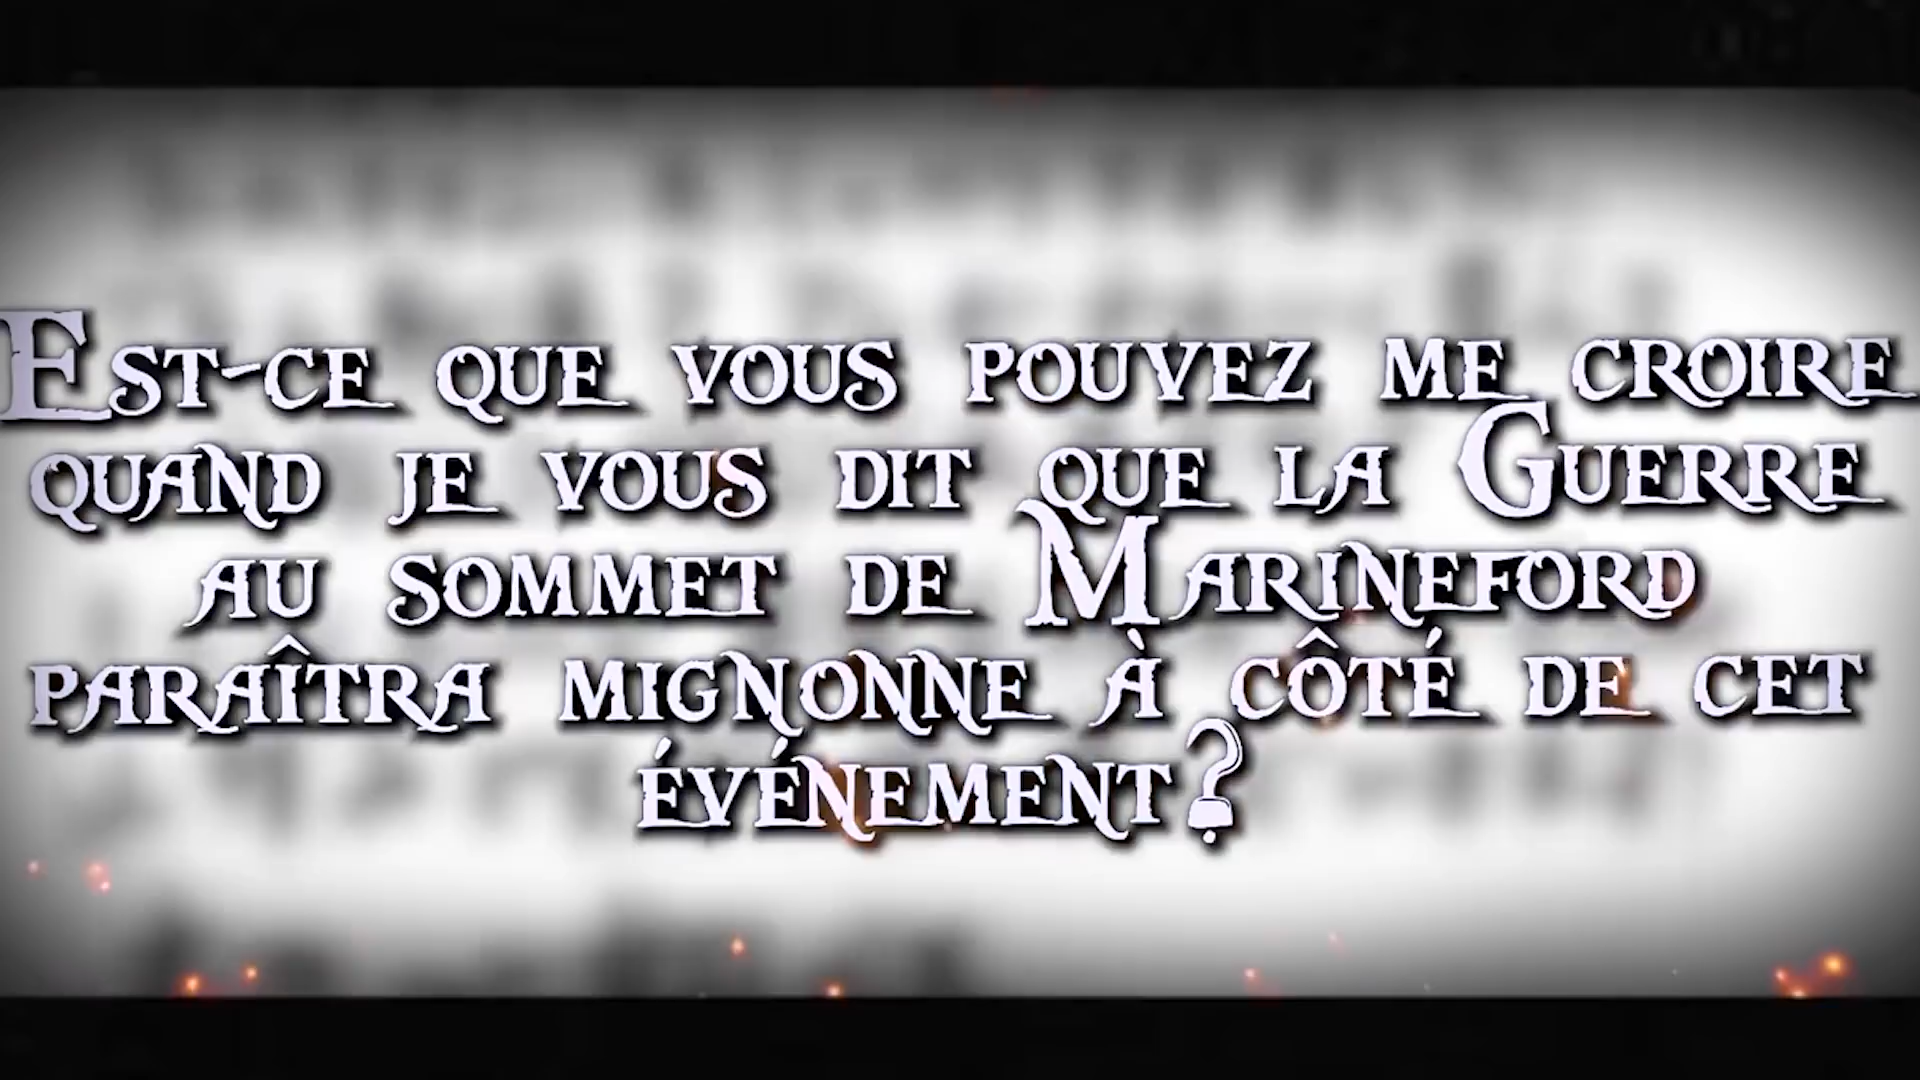 Est-ce que vous pouvez me croire
quand je vous dit que la Guerre
au sommet de Marineford
paraîtra mignonne à côté de cet
événement?